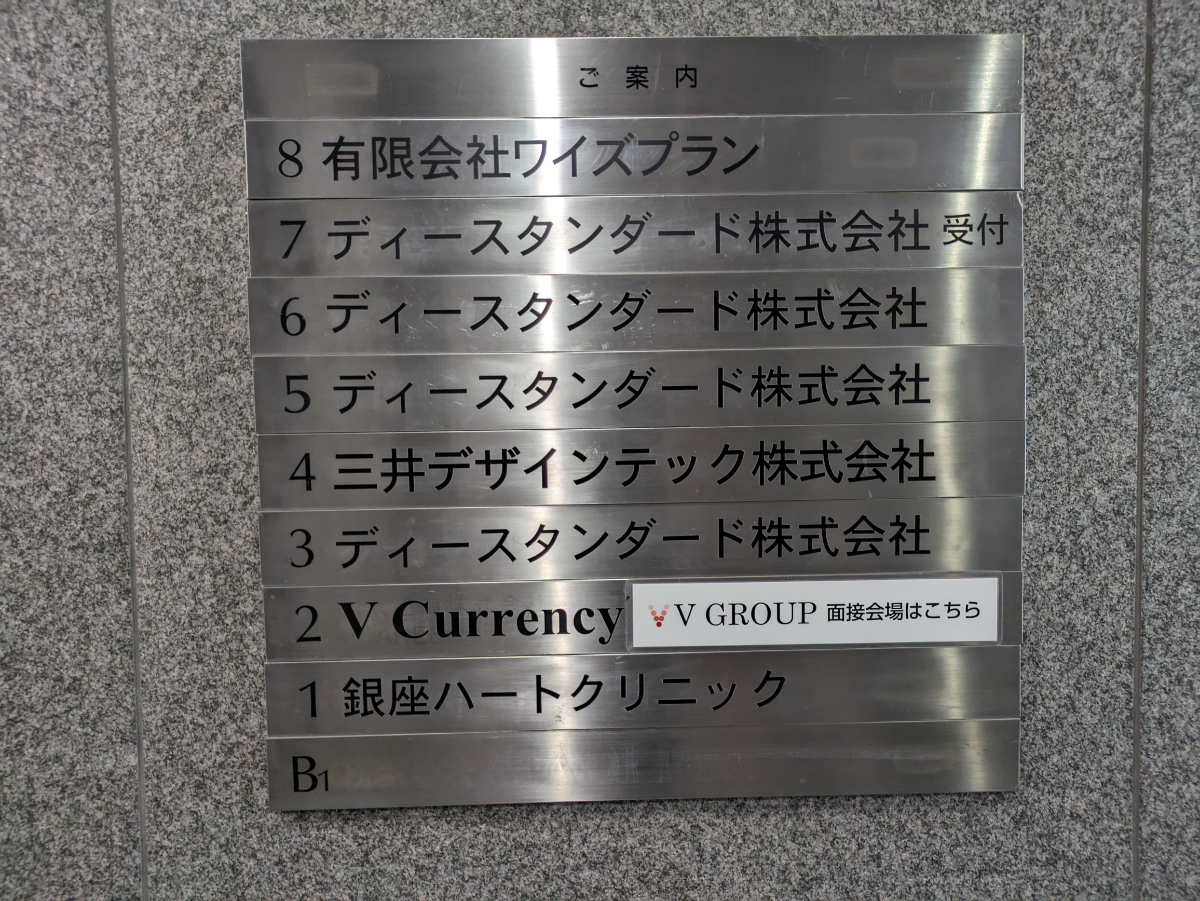 ご案内
8 有限会社ワイズプラン
7 ディースタンダード株式会社 受付
6 ディースタンダード株式会社
5 ディースタンダード株式会社
4 三井デザインテック株式会社
3 ディースタンダード株式会社
2 V Currency V GROUP 面接会場はこちら
1 銀座ハートクリニック
B1